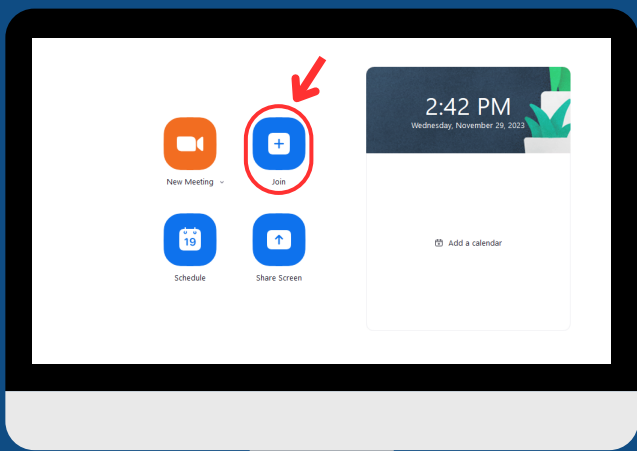 2:42 PM
Wednesday, November 29, 2023
New Meeting
Join
19
Schedule
Share Screen
Add a calendar